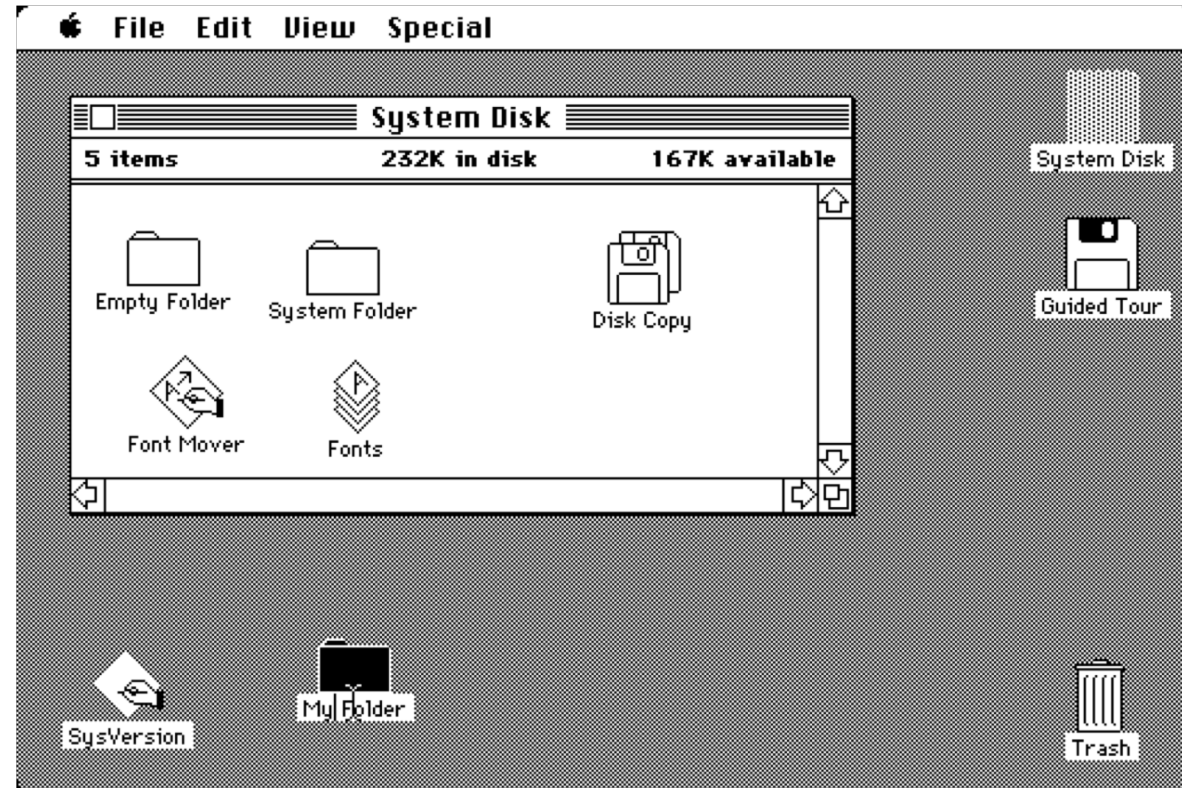 File Edit View Special
System Disk
5 items 232K in disk 167K available
Empty Folder
System Folder
Disk Copy
Font Mover
Fonts
System Disk
Guided Tour
SysVersion
My Folder
Trash